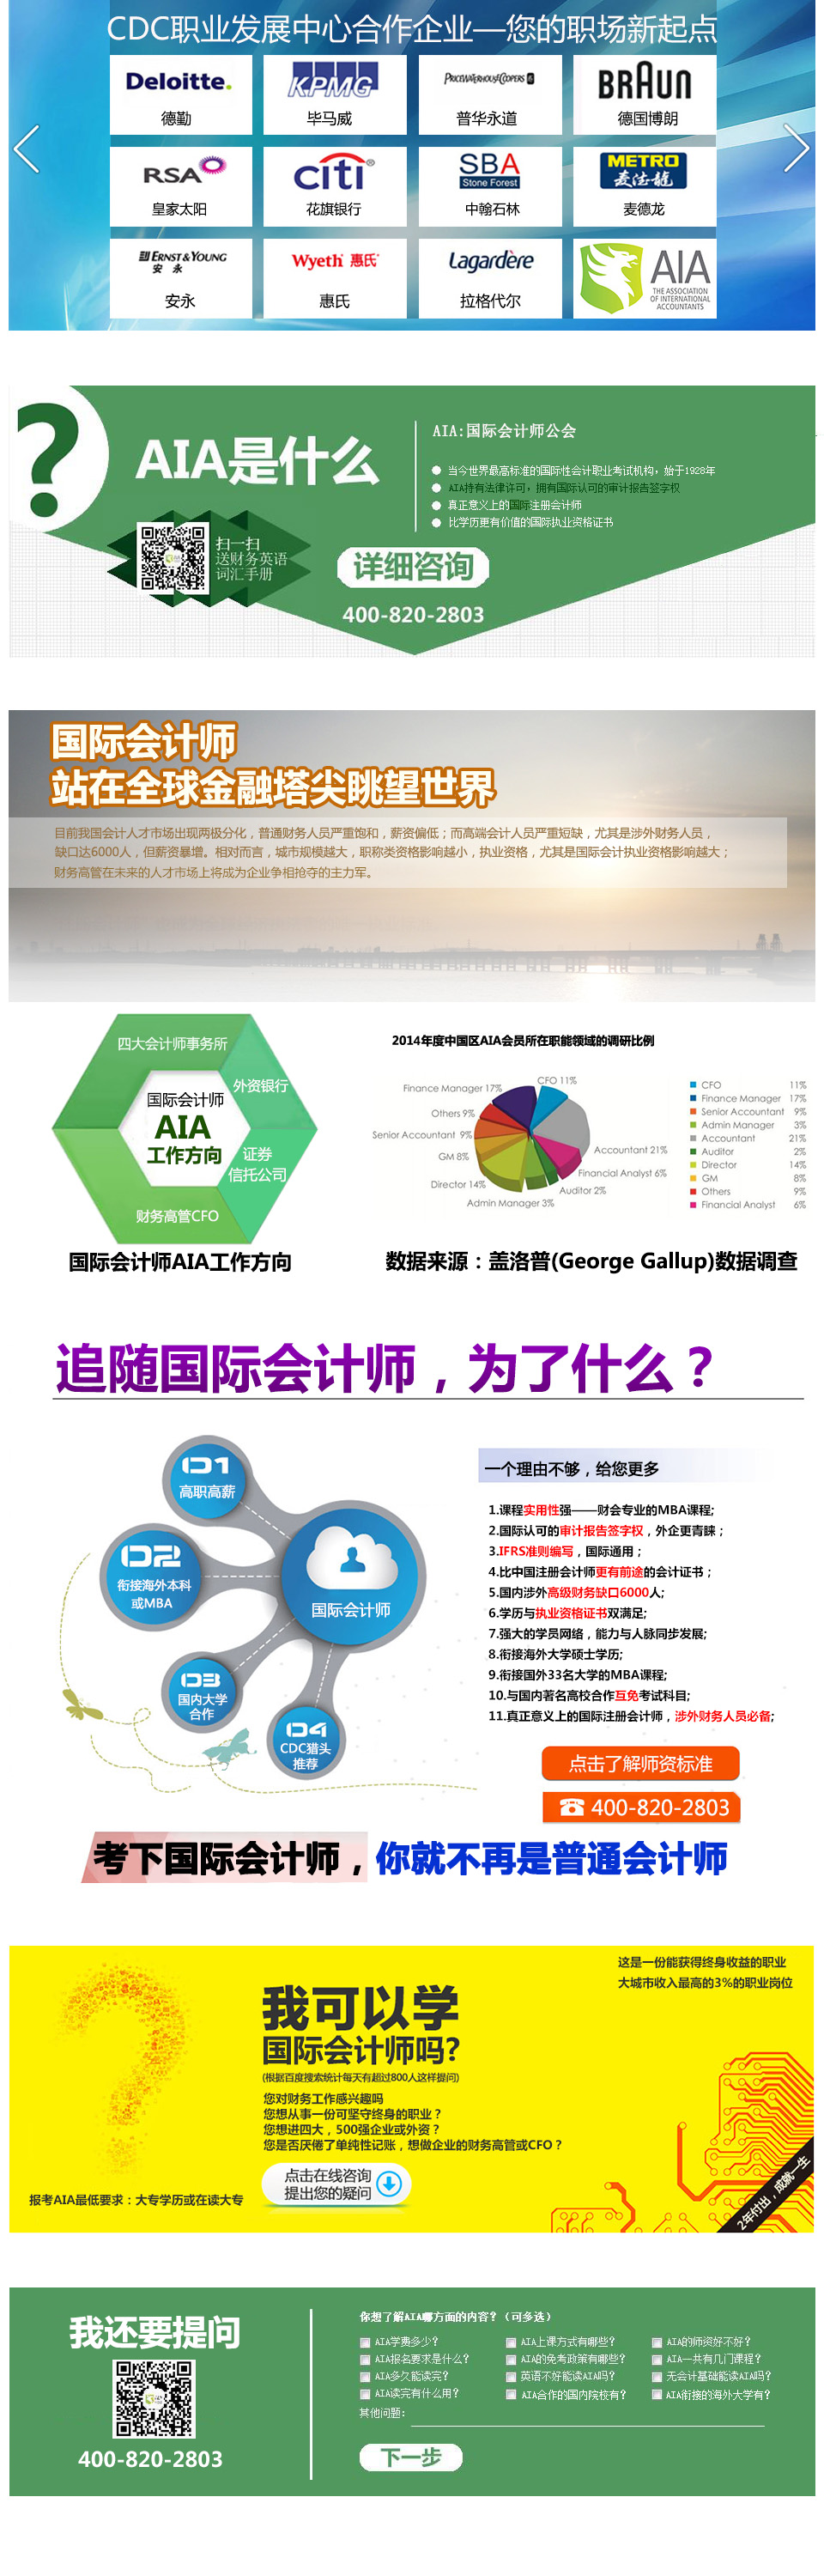 CDC职业发展中心合作企业—您的职场新起点
Deloitte.
德勤
KPMG
毕马威
PRICEWATERHOUSECOOPERS
普华永道
BRAUN
德国博朗
RSA
皇家太阳
citi
花旗银行
SBA
Stone Forest
中翰石林
METRO
麦德龙
麦德龙
ERNST & YOUNG
安永
安永
Wyeth 惠氏
惠氏
Lagardère
拉格代尔
AIA
THE ASSOCIATION
OF INTERNATIONAL
ACCOUNTANTS
?
AIA是什么
AIA:国际会计师公会
当今世界最高标准的国际性会计职业考试机构，始于1928年
AIA持有法律许可，拥有国际认可的审计报告签字权
真正意义上的国际注册会计师
比学历更有价值的国际执业资格证书
扫一扫
送财务英语
词汇手册
详细咨询
400-820-2803
国际会计师
站在全球金融塔尖眺望世界
目前我国会计人才市场出现两极分化，普通财务人员严重饱和，薪资偏低；而高端会计人员严重短缺，尤其是涉外财务人员，
缺口达6000人，但薪资暴增。相对而言，城市规模越大，职称类资格影响越小，执业资格，尤其是国际会计执业资格影响越大；
财务高管在未来的人才市场上将成为企业争相抢夺的主力军。
四大会计师事务所
外资银行
证券
信托公司
财务高管CFO
国际会计师
AIA
工作方向
国际会计师AIA工作方向
2014年度中国区AIA会员所在职能领域的调研比例
CFO 11%
Finance Manager 17%
Others 9%
Senior Accountant 9%
GM 8%
Director 14%
Admin Manager 3%
Auditor 2%
Financial Analyst 6%
Accountant 21%
CFO 11%
Finance Manager 17%
Senior Accountant 9%
Admin Manager 3%
Accountant 21%
Auditor 2%
Director 14%
GM 8%
Others 9%
Financial Analyst 6%
数据来源：盖洛普(George Gallup)数据调查
追随国际会计师，为了什么？
01
高职高薪
02
衔接海外本科
或MBA
03
国内大学
合作
04
CDC猎头
推荐
国际会计师
一个理由不够，给您更多
1.课程实用性强——财会专业的MBA课程;
2.国际认可的审计报告签字权，外企更青睐；
3.IFRS准则编写，国际通用；
4.比中国注册会计师更有前途的会计证书；
5.国内涉外高级财务缺口6000人;
6.学历与执业资格证书双满足;
7.强大的学员网络，能力与人脉同步发展;
8.衔接海外大学硕士学历;
9.衔接国外33名大学的MBA课程;
10.与国内著名高校合作互免考试科目;
11.真正意义上的国际注册会计师，涉外财务人员必备;
点击了解师资标准
400-820-2803
考下国际会计师，你就不再是普通会计师
这是一份能获得终身收益的职业
大城市收入最高的3%的职业岗位
我可以学
国际会计师吗?
(根据百度搜索统计每天有超过800人这样提问)
您对财务工作感兴趣吗
您想从事一份可坚守终身的职业？
您想进四大，500强企业或外资？
您是否厌倦了单纯性记账，想做企业的财务高管或CFO？
点击在线咨询
提出您的疑问
报考AIA最低要求：大专学历或在读大专
2年付出，成就一生
我还要提问
400-820-2803
你想了解AIA哪方面的内容？（可多选）
AIA学费多少？
AIA上课方式有哪些？
AIA的师资好不好？
AIA报名要求是什么？
AIA的免考政策有哪些？
AIA一共有几门课程？
AIA多久能读完？
英语不好能读AIA吗？
无会计基础能读AIA吗？
AIA读完有什么用？
AIA合作的国内院校有？
AIA衔接的海外大学有？
其他问题：
下一步